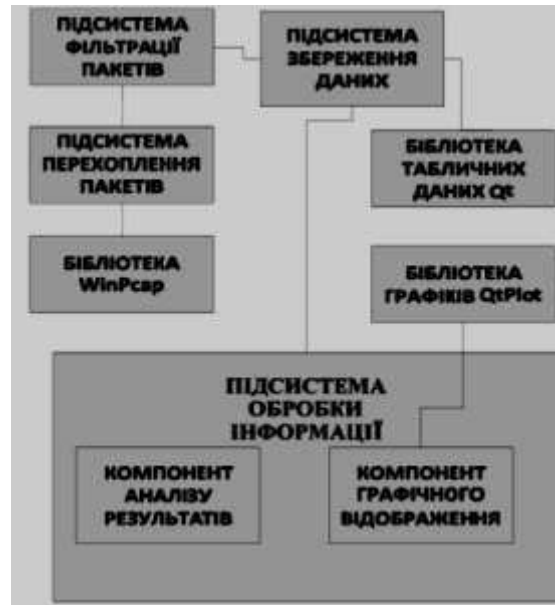 ПІДСИСТЕМА
ФІЛЬТРАЦІЇ
ПАКЕТІВ
ПІДСИСТЕМА
ЗБЕРЕЖЕННЯ
ДАНИХ
ПІДСИСТЕМА
ПЕРЕХОПЛЕННЯ
ПАКЕТІВ
БІБЛІОТЕКА
ТАБЛИЧНИХ
ДАНИХ Qt
БІБЛІОТЕКА
WinPcap
БІБЛІОТЕКА
ГРАФІКІВ QtPlot
ПІДСИСТЕМА
ОБРОБКИ
ІНФОРМАЦІЇ
КОМПОНЕНТ
АНАЛІЗУ
РЕЗУЛЬТАТІВ
КОМПОНЕНТ
ГРАФІЧНОГО
ВІДОБРАЖЕННЯ